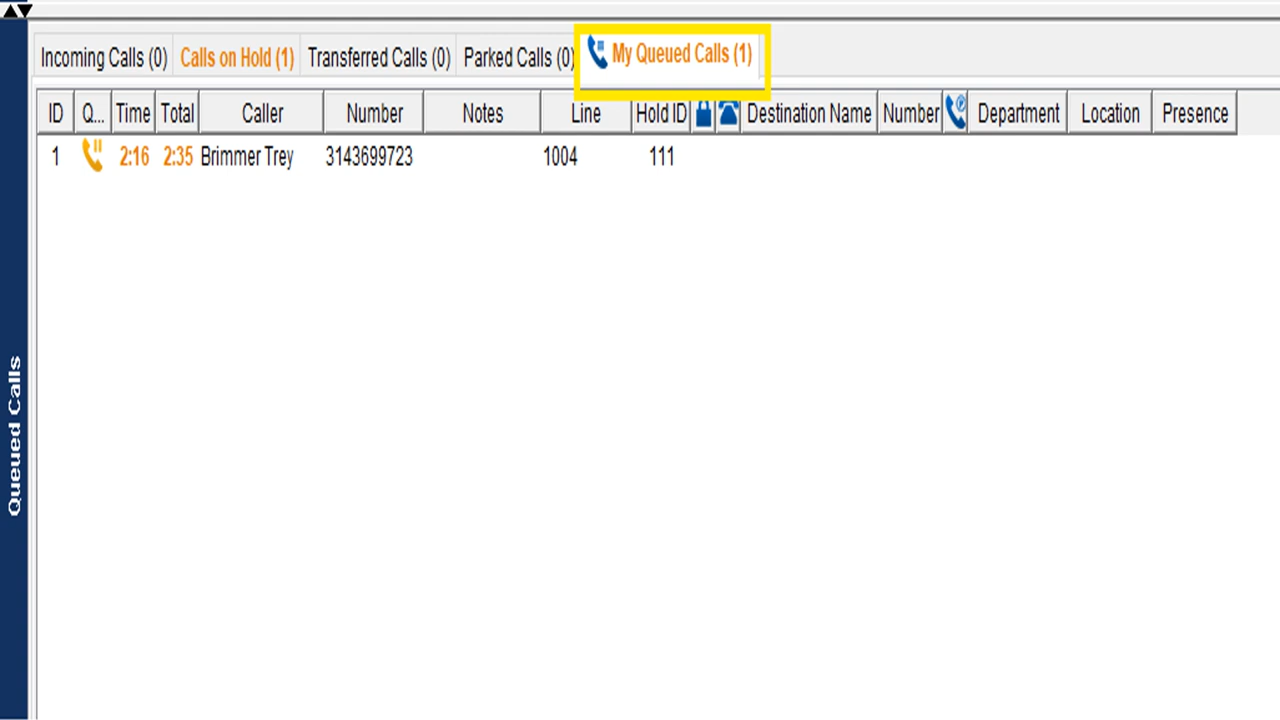 Incoming Calls (0) Calls on Hold (1) Transferred Calls (0) Parked Calls (0) My Queued Calls (1)
ID Q... Time Total Caller Number Notes Line Hold ID Destination Name Number Department Location Presence
1 2:16 2:35 Brimmer Trey 3143699723 1004 111
Queued Calls